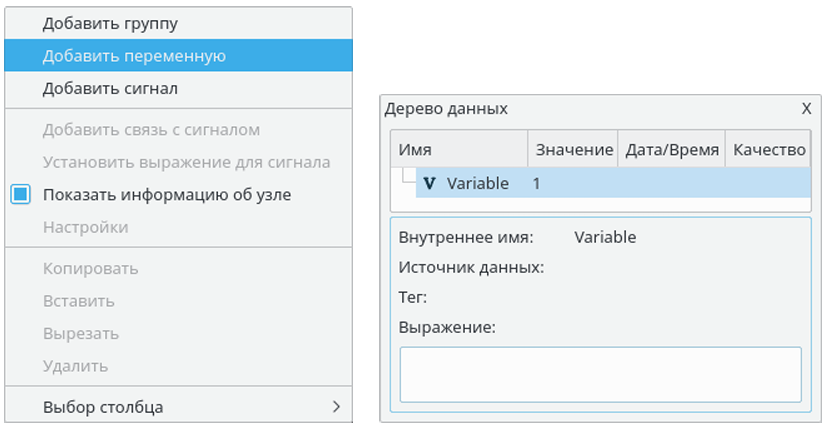 Добавить группу
Добавить переменную
Добавить сигнал
Добавить связь с сигналом
Установить выражение для сигнала
Показать информацию об узле
Настройки
Копировать
Вставить
Вырезать
Удалить
Выбор столбца
Дерево данных X
Имя Значение Дата/Время Качество
V Variable 1
Внутреннее имя: Variable
Источник данных:
Тег:
Выражение: